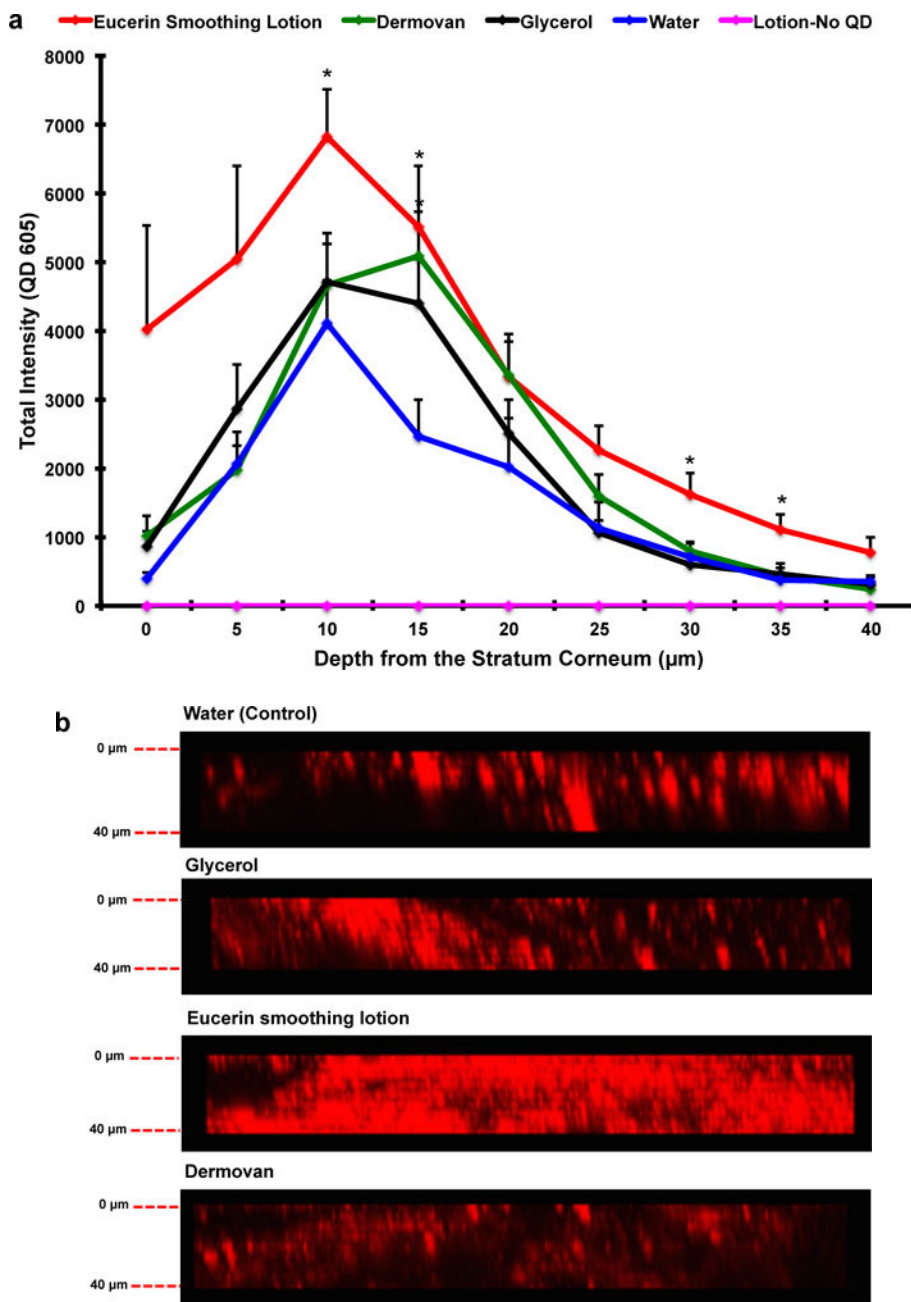 a
Eucerin Smoothing Lotion Dermovan Glycerol Water Lotion-No QD
8000
7000
6000
5000
4000
3000
2000
1000
0
Total Intensity (QD 605)
* * * * *
0 5 10 15 20 25 30 35 40
Depth from the Stratum Corneum (µm)
b
Water (Control)
0 µm
40 µm
Glycerol
0 µm
40 µm
Eucerin smoothing lotion
0 µm
40 µm
Dermovan
0 µm
40 µm